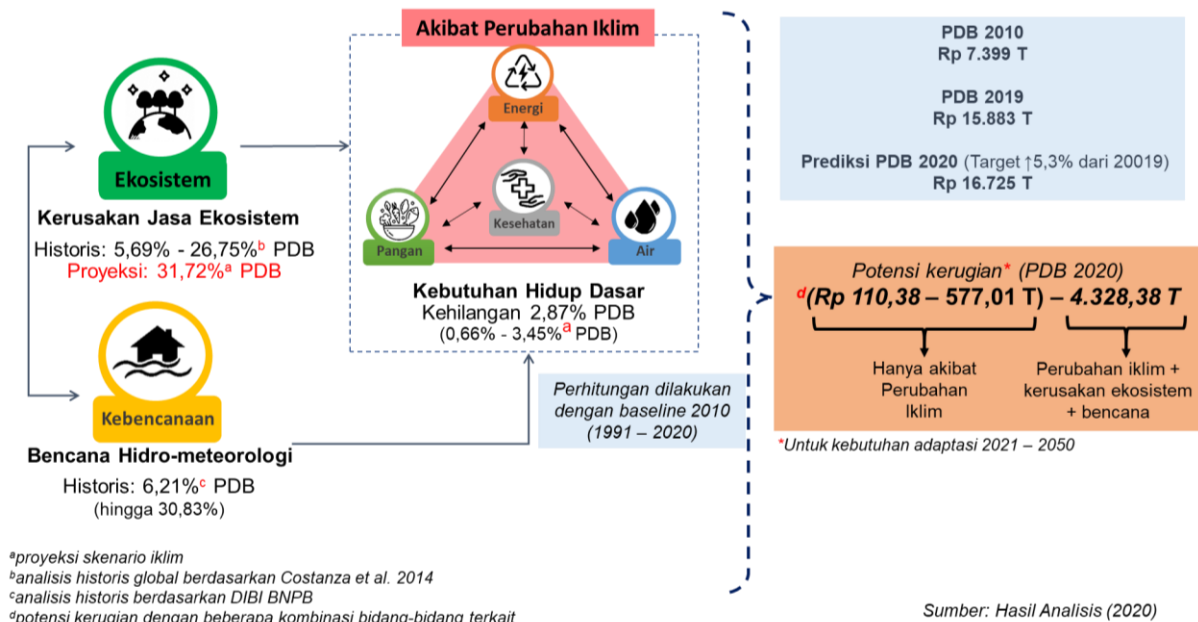 Akibat Perubahan Iklim
Energi
Kesehatan
Pangan
Air
Kebutuhan Hidup Dasar
Kehilangan 2,87% PDB
(0,66% - 3,45%ᵃ PDB)
Ekosistem
Kerusakan Jasa Ekosistem
Historis: 5,69% - 26,75%ᵇ PDB
Proyeksi: 31,72%ᵃ PDB
Kebencanaan
Bencana Hidro-meteorologi
Historis: 6,21%ᶜ PDB
(hingga 30,83%)
Perhitungan dilakukan
dengan baseline 2010
(1991 – 2020)
PDB 2010
Rp 7.399 T
PDB 2019
Rp 15.883 T
Prediksi PDB 2020 (Target ↑5,3% dari 20019)
Rp 16.725 T
Potensi kerugian* (PDB 2020)
ᵈ(Rp 110,38 – 577,01 T) – 4.328,38 T
Hanya akibat
Perubahan
Iklim
Perubahan iklim +
kerusakan ekosistem
+ bencana
*Untuk kebutuhan adaptasi 2021 – 2050
ᵃproyeksi skenario iklim
ᵇanalisis historis global berdasarkan Costanza et al. 2014
ᶜanalisis historis berdasarkan DIBI BNPB
ᵈpotensi kerugian dengan beberapa kombinasi bidang-bidang terkait
Sumber: Hasil Analisis (2020)